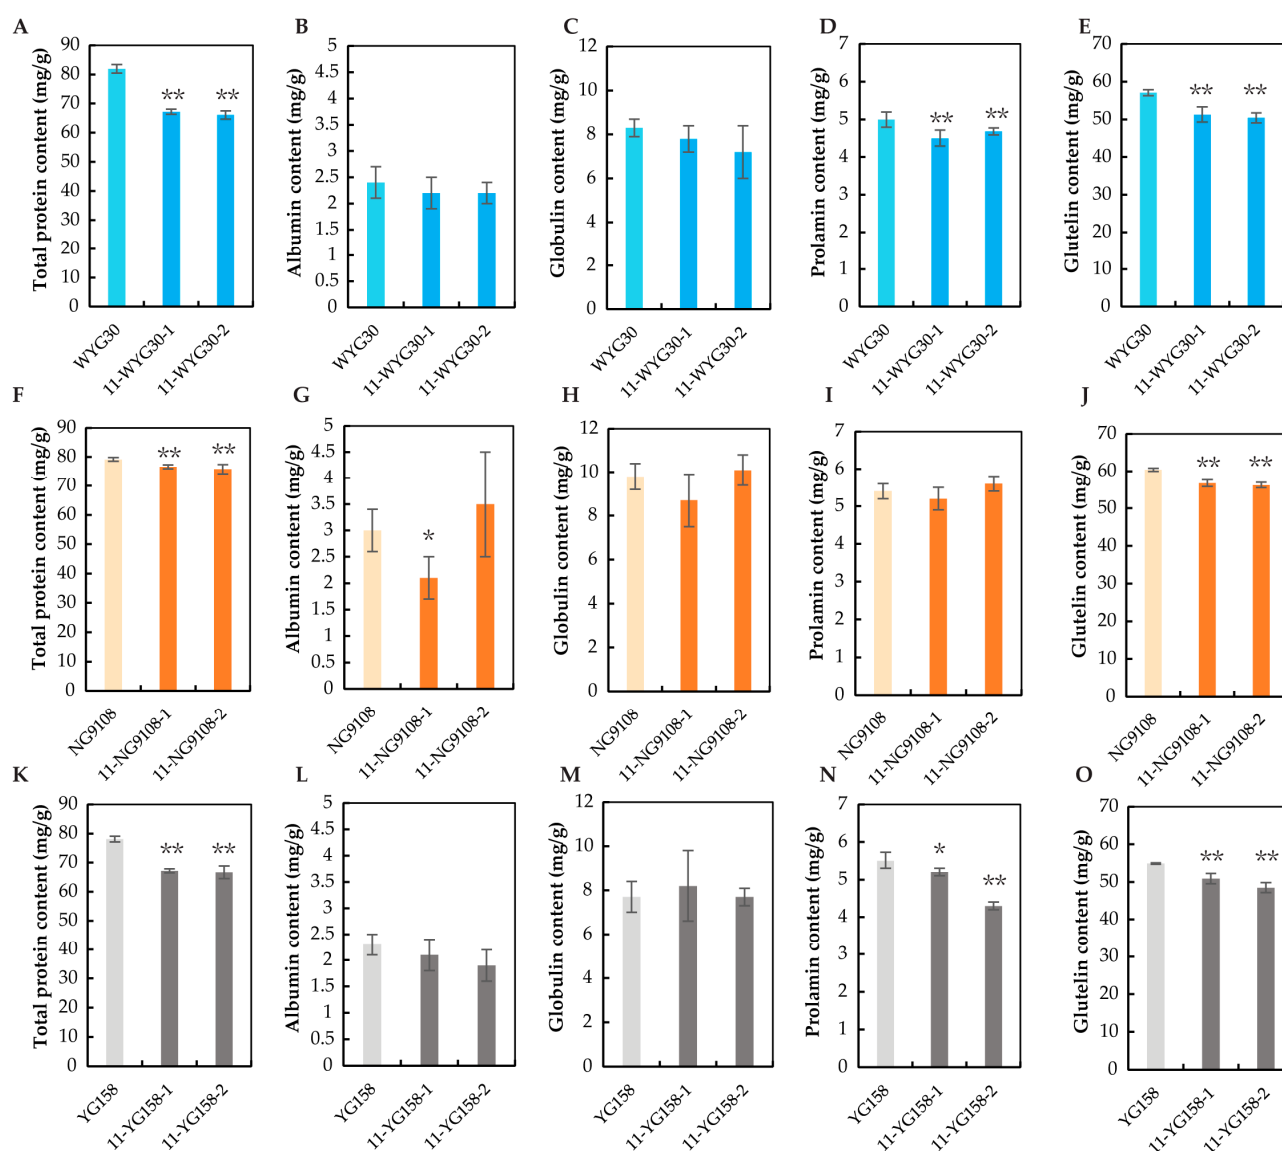 A
Total protein content (mg/g)
90
80
70
60
50
40
30
20
10
0
**
**
WYG30
11-WYG30-1
11-WYG30-2
B
Albumin content (mg/g)
5
4.5
4
3.5
3
2.5
2
1.5
1
0.5
0
WYG30
11-WYG30-1
11-WYG30-2
C
Globulin content (mg/g)
12
10
8
6
4
2
0
WYG30
11-WYG30-1
11-WYG30-2
D
Prolamin content (mg/g)
7
6
5
4
3
2
1
0
**
**
WYG30
11-WYG30-1
11-WYG30-2
E
Glutelin content (mg/g)
70
60
50
40
30
20
10
0
**
**
WYG30
11-WYG30-1
11-WYG30-2
F
Total protein content (mg/g)
90
80
70
60
50
40
30
20
10
0
**
**
NG9108
11-NG9108-1
11-NG9108-2
G
Albumin content (mg/g)
5
4.5
4
3.5
3
2.5
2
1.5
1
0.5
0
*
NG9108
11-NG9108-1
11-NG9108-2
H
Globulin content (mg/g)
12
10
8
6
4
2
0
NG9108
11-NG9108-1
11-NG9108-2
I
Prolamin content (mg/g)
7
6
5
4
3
2
1
0
NG9108
11-NG9108-1
11-NG9108-2
J
Glutelin content (mg/g)
70
60
50
40
30
20
10
0
**
**
NG9108
11-NG9108-1
11-NG9108-2
K
Total protein content (mg/g)
90
80
70
60
50
40
30
20
10
0
**
**
YG158
11-YG158-1
11-YG158-2
L
Albumin content (mg/g)
5
4.5
4
3.5
3
2.5
2
1.5
1
0.5
0
YG158
11-YG158-1
11-YG158-2
M
Globulin content (mg/g)
12
10
8
6
4
2
0
YG158
11-YG158-1
11-YG158-2
N
Prolamin content (mg/g)
7
6
5
4
3
2
1
0
*
**
YG158
11-YG158-1
11-YG158-2
O
Glutelin content (mg/g)
70
60
50
40
30
20
10
0
**
**
YG158
11-YG158-1
11-YG158-2